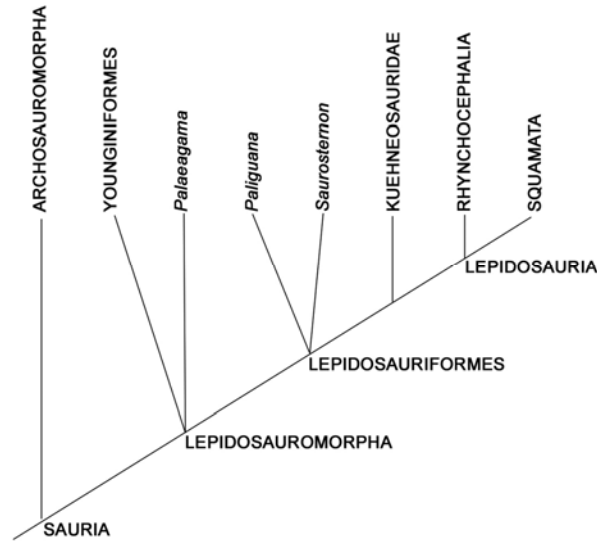 ARCHOSAUROMORPHA
YOUNGINIFORMES
Palaeagama
Paliguana
Saurosternon
KUEHNEOSAURIDAE
RHYNCHOCEPHALIA
SQUAMATA
LEPIDOSAURIA
LEPIDOSAURIFORMES
LEPIDOSAUROMORPHA
SAURIA